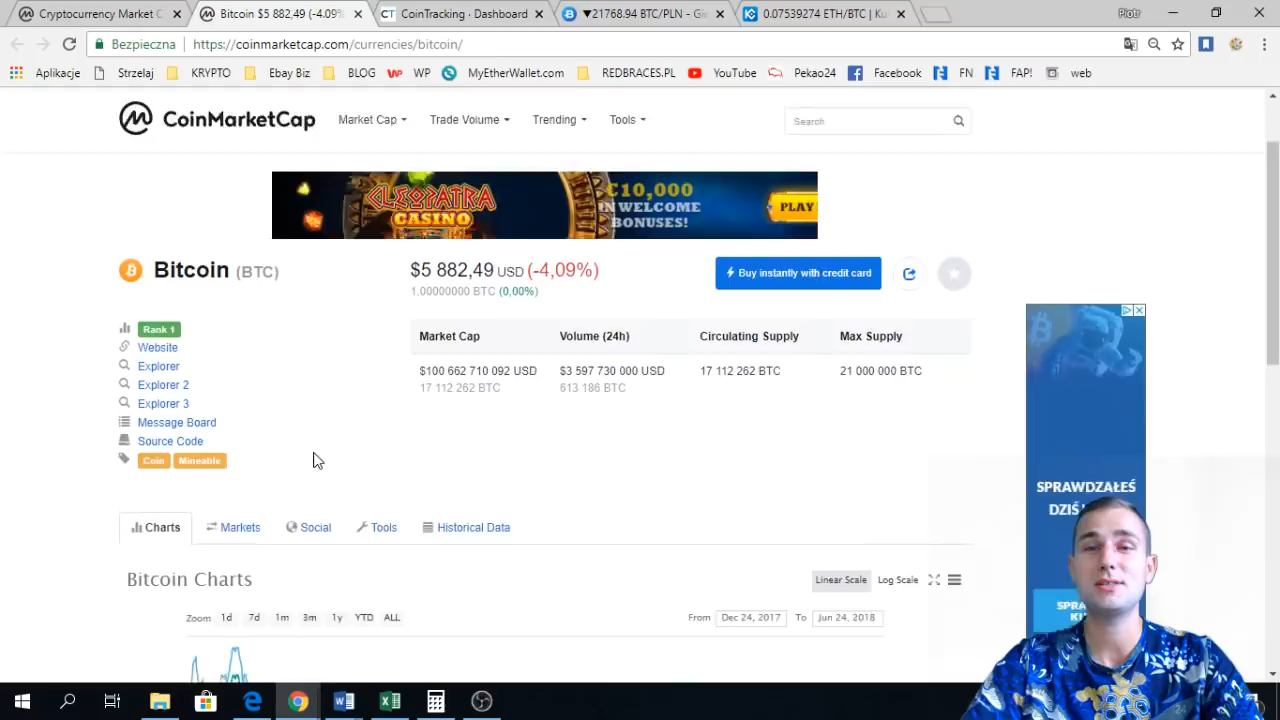 Cryptocurrency Market C
Bitcoin $5 882,49 (-4,09%)
CoinTracking · Dashboard
▼21768.94 BTC/PLN - Gi
0.07539274 ETH/BTC | Ku
Piotr
Bezpieczna
https://coinmarketcap.com/currencies/bitcoin/
Aplikacje
Strzelaj
KRYPTO
Ebay Biz
BLOG
WP
MyEtherWallet.com
REDBRACES.PL
YouTube
Pekao24
Facebook
FN
FAP!
web
CoinMarketCap
Market Cap
Trade Volume
Trending
Tools
Search
CLEOPATRA
CASINO
€10,000
IN WELCOME
BONUSES!
PLAY
Bitcoin (BTC)
$5 882,49 USD (-4,09%)
1,00000000 BTC (0,00%)
Buy instantly with credit card
Rank 1
Website
Explorer
Explorer 2
Explorer 3
Message Board
Source Code
Coin Mineable
Market Cap
Volume (24h)
Circulating Supply
Max Supply
$100 662 710 092 USD
$3 597 730 000 USD
17 112 262 BTC
21 000 000 BTC
17 112 262 BTC
613 186 BTC
SPRAWDZAŁEŚ
Charts
Markets
Social
Tools
Historical Data
Bitcoin Charts
Linear Scale
Log Scale
Zoom
1d
7d
1m
3m
1y
YTD
ALL
From
Dec 24, 2017
To
Jun 24, 2018